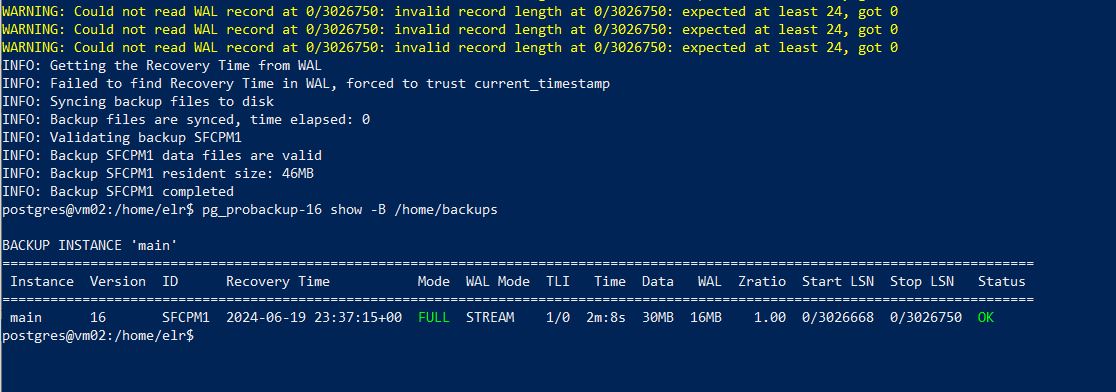 WARNING: Could not read WAL record at 0/3026750: invalid record length at 0/3026750: expected at least 24, got 0
WARNING: Could not read WAL record at 0/3026750: invalid record length at 0/3026750: expected at least 24, got 0
WARNING: Could not read WAL record at 0/3026750: invalid record length at 0/3026750: expected at least 24, got 0
INFO: Getting the Recovery Time from WAL
INFO: Failed to find Recovery Time in WAL, forced to trust current_timestamp
INFO: Syncing backup files to disk
INFO: Backup files are synced, time elapsed: 0
INFO: Validating backup SFCPM1
INFO: Backup SFCPM1 data files are valid
INFO: Backup SFCPM1 resident size: 46MB
INFO: Backup SFCPM1 completed
postgres@vm02:/home/elr$ pg_probackup-16 show -B /home/backups
BACKUP INSTANCE 'main'
================================================================================================================================
Instance  Version  ID      Recovery Time           Mode  WAL Mode  TLI  Time   Data  WAL   Zratio  Start LSN  Stop LSN   Status
================================================================================================================================
main      16       SFCPM1  2024-06-19 23:37:15+00  FULL  STREAM    1/0  2m:8s  30MB  16MB  1.00    0/3026668  0/3026750  OK
postgres@vm02:/home/elr$